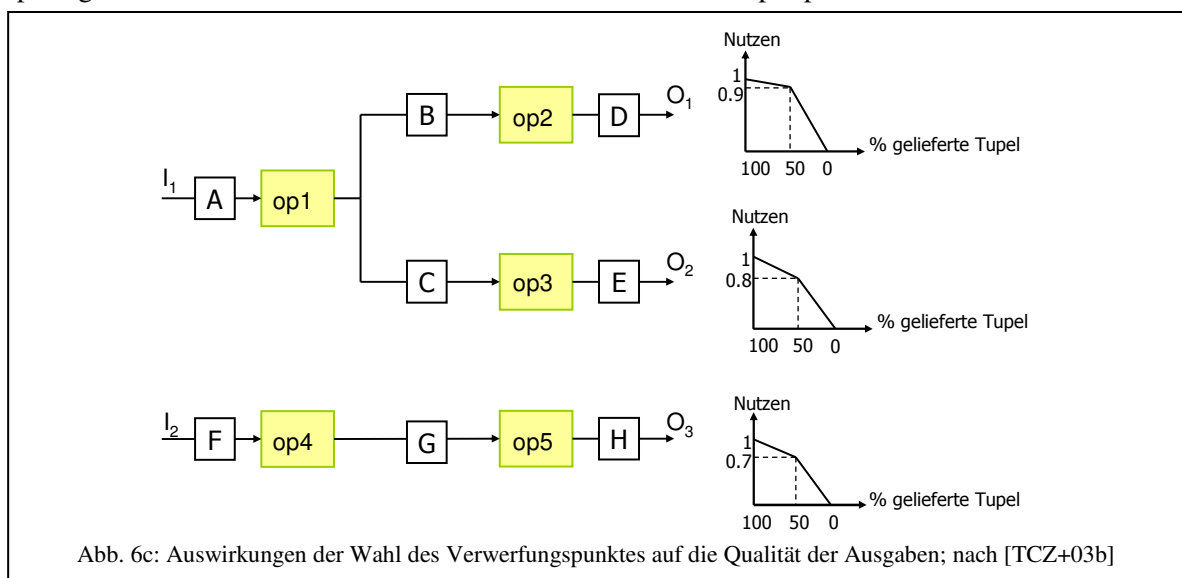 Nutzen
1
0.9
% gelieferte Tupel
100 50 0
B op2 D O1
I1 A op1
C op3 E O2
1
0.8
% gelieferte Tupel
100 50 0
Nutzen
1
0.7
% gelieferte Tupel
100 50 0
I2 F op4 G op5 H O3
Abb. 6c: Auswirkungen der Wahl des Verwerfungspunktes auf die Qualität der Ausgaben; nach [TCZ+03b]